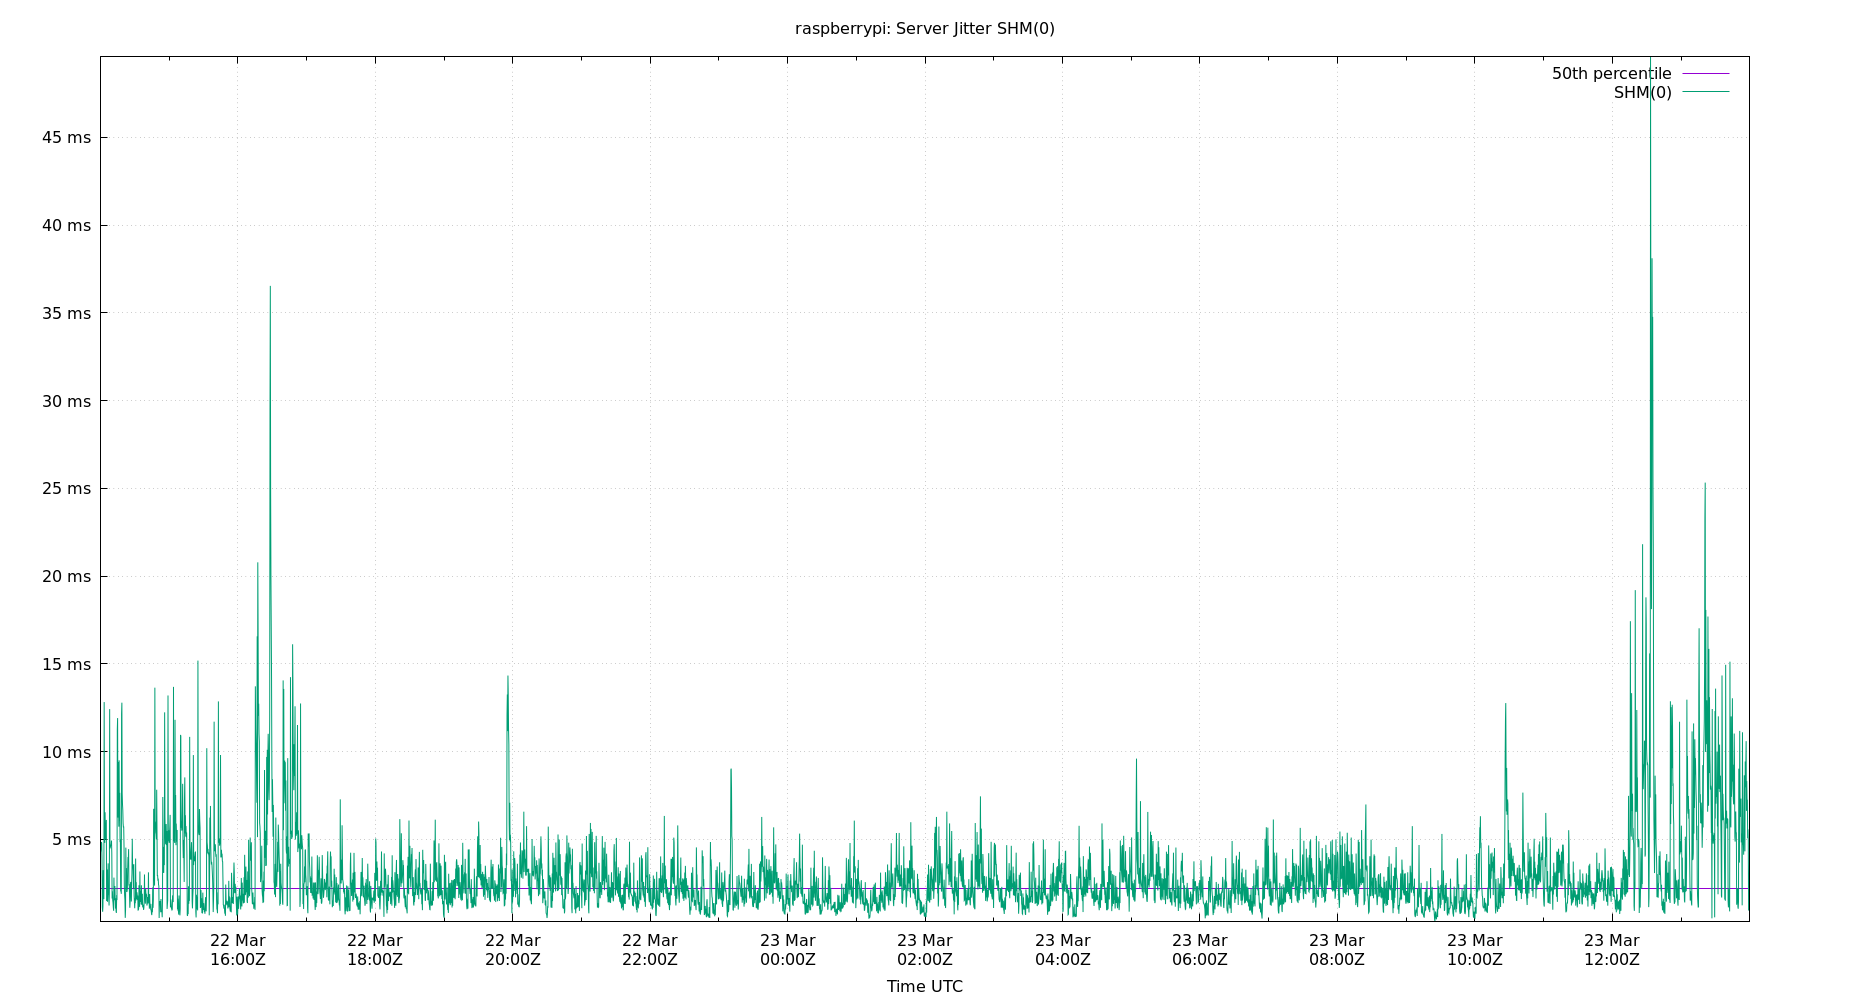 raspberrypi: Server Jitter SHM(0)
50th percentile
SHM(0)
45 ms
40 ms
35 ms
30 ms
25 ms
20 ms
15 ms
10 ms
5 ms
22 Mar 22 Mar 22 Mar 22 Mar 23 Mar 23 Mar 23 Mar 23 Mar 23 Mar 23 Mar 23 Mar
16:00Z 18:00Z 20:00Z 22:00Z 00:00Z 02:00Z 04:00Z 06:00Z 08:00Z 10:00Z 12:00Z
Time UTC